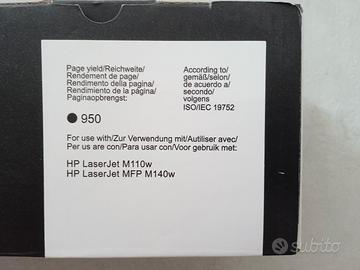 Page yield/Reichweite/
Rendement de page/
Rendimento della pagina/
Rendimiento de la página/
Paginaopbrengst:
According to/
gemäß/selon/
de acuerdo a/
secondo/
volgens
ISO/IEC 19752
950
For use with/Zur Verwendung mit/Autiliser avec/
Per us are con/Para usar con/Voor gebruik met:
HP LaserJet M110w
HP LaserJet MFP M140w
subito